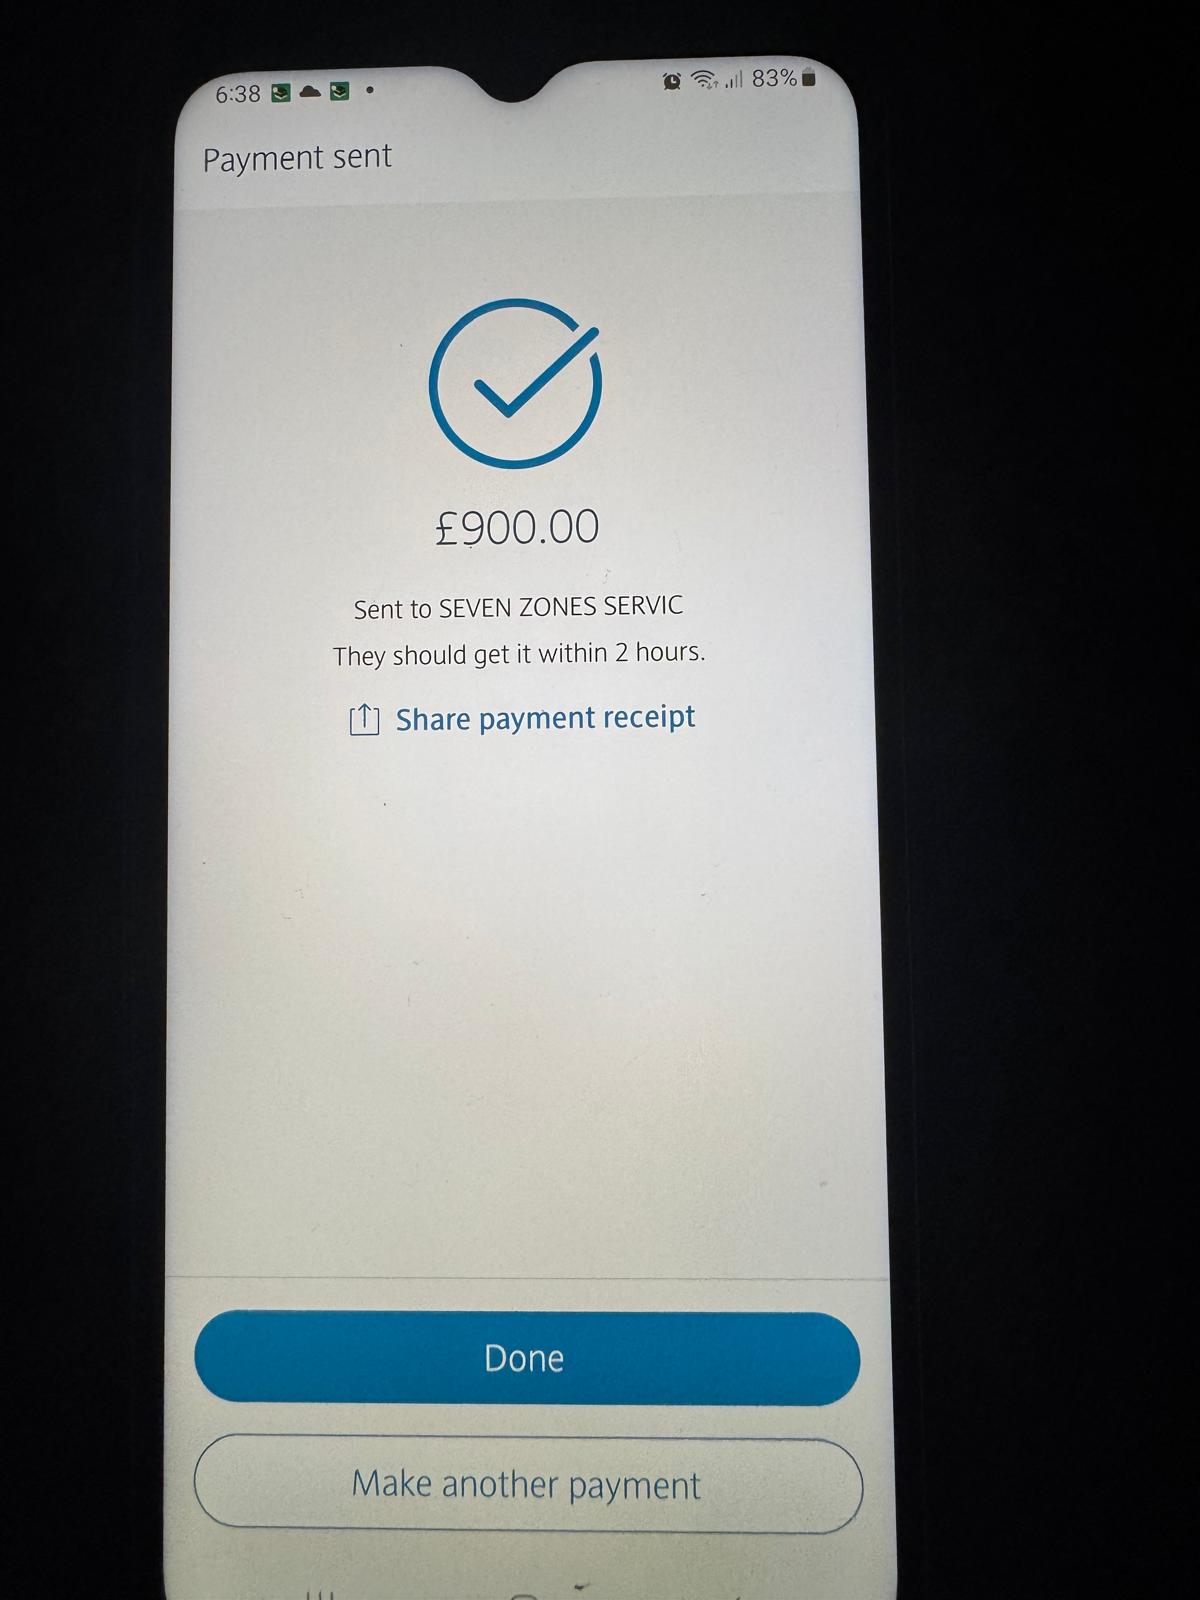 6:38 83%
Payment sent
£900.00
Sent to SEVEN ZONES SERVIC
They should get it within 2 hours.
Share payment receipt
Done
Make another payment